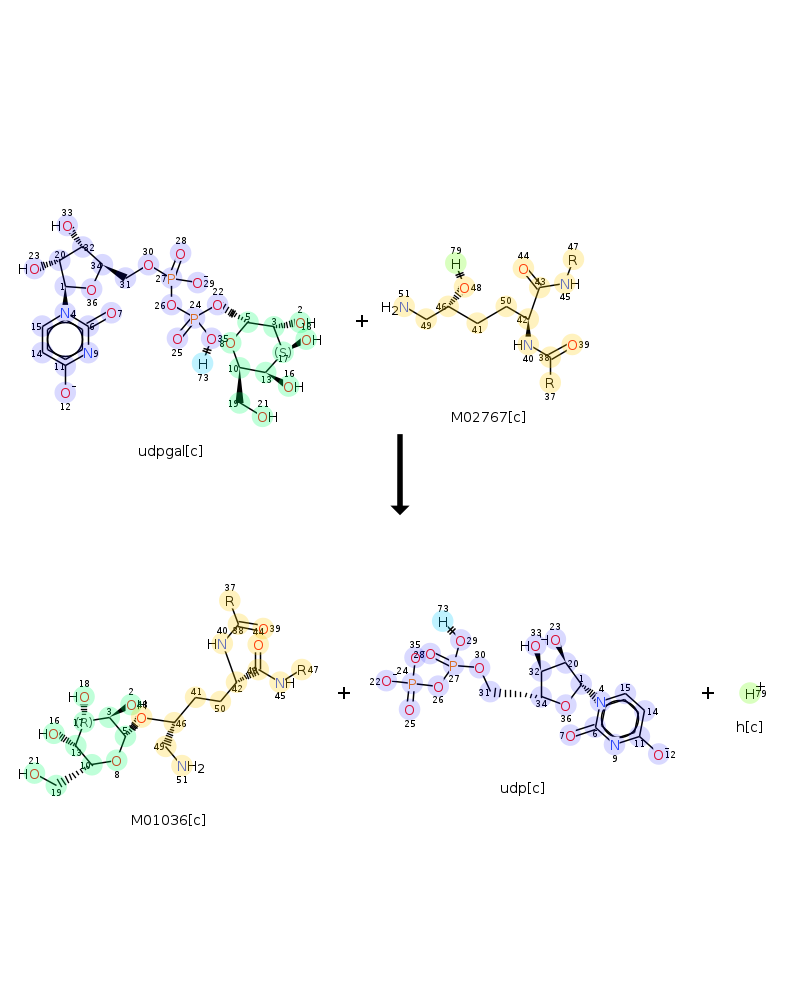 33
HO
32
28
O
23
HO
20
34
30
O
27 P
O
- 29
31
1
O
36
26 O
24
P
22 O
5
3
2
OH
18
OH
N 4
15
6
O 7
25 O
O 35
8 O
(S)
17
14
N 9
H
73
10
13
16
OH
11
O -
12
19
21
OH
udpgal[c]
+
79
H
O 48
51
H2N
49
46
41
50
42
44
O
43
47
R
NH
45
HN
40
38
O 39
R
37
M02767[c]
37
R
40
HN
38
O 39
44
O
43
R 47
NH
45
42
41
50
18
OH
2
OH
48
O
3
17
(R)
16
HO
13
5
46
49
NH2
51
21
HO
19
10
O
8
M01036[c]
+
73
H
O 29
35
O
28 O
P
27
30
O
22 O -
24
P
O
26
O
25
31
33
HO
23
HO
32
20
34
O
36
1
4
N
15
14
7 O
6
N
9
11
O -
12
udp[c]
+
H +
79
h[c]